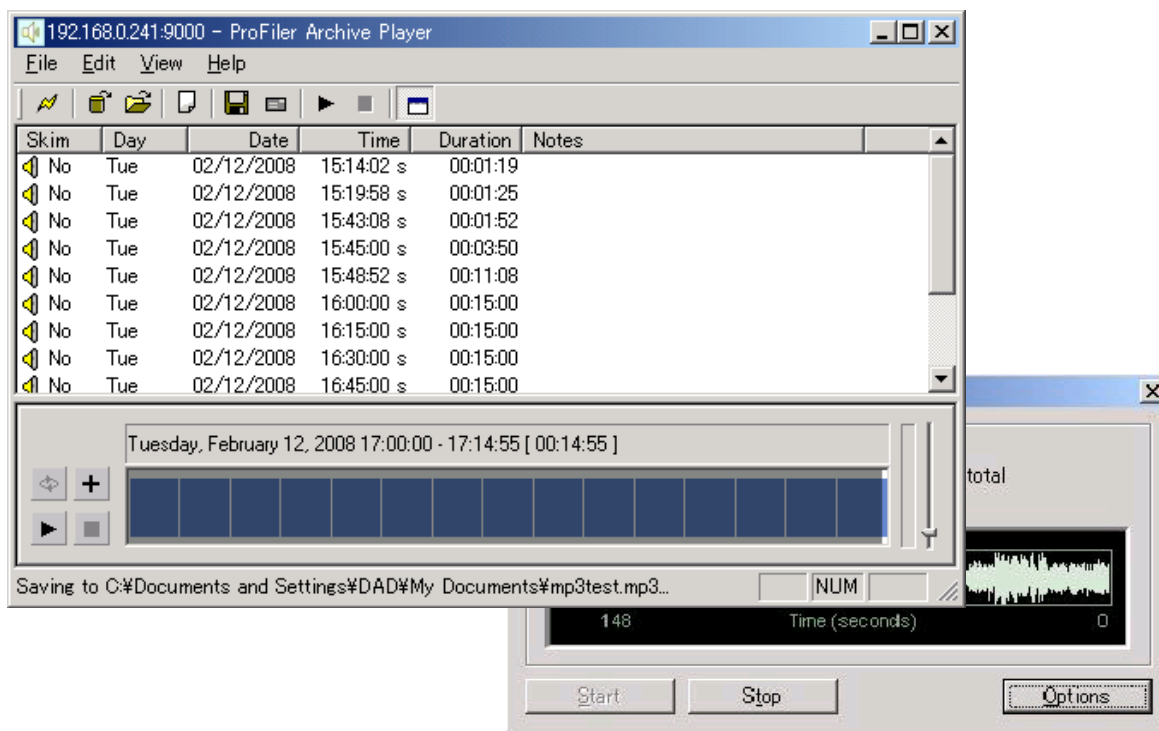 192.168.0.241:9000 - ProFiler Archive Player
File Edit View Help
Skim Day Date Time Duration Notes
No Tue 02/12/2008 15:14:02 s 00:01:19
No Tue 02/12/2008 15:19:58 s 00:01:25
No Tue 02/12/2008 15:43:08 s 00:01:52
No Tue 02/12/2008 15:45:00 s 00:03:50
No Tue 02/12/2008 15:48:52 s 00:11:08
No Tue 02/12/2008 16:00:00 s 00:15:00
No Tue 02/12/2008 16:15:00 s 00:15:00
No Tue 02/12/2008 16:30:00 s 00:15:00
No Tue 02/12/2008 16:45:00 s 00:15:00
Tuesday, February 12, 2008 17:00:00 - 17:14:55 [ 00:14:55 ]
Saving to C:¥Documents and Settings¥DAD¥My Documents¥mp3test.mp3...
NUM
total
148 Time (seconds) 0
Start Stop Options